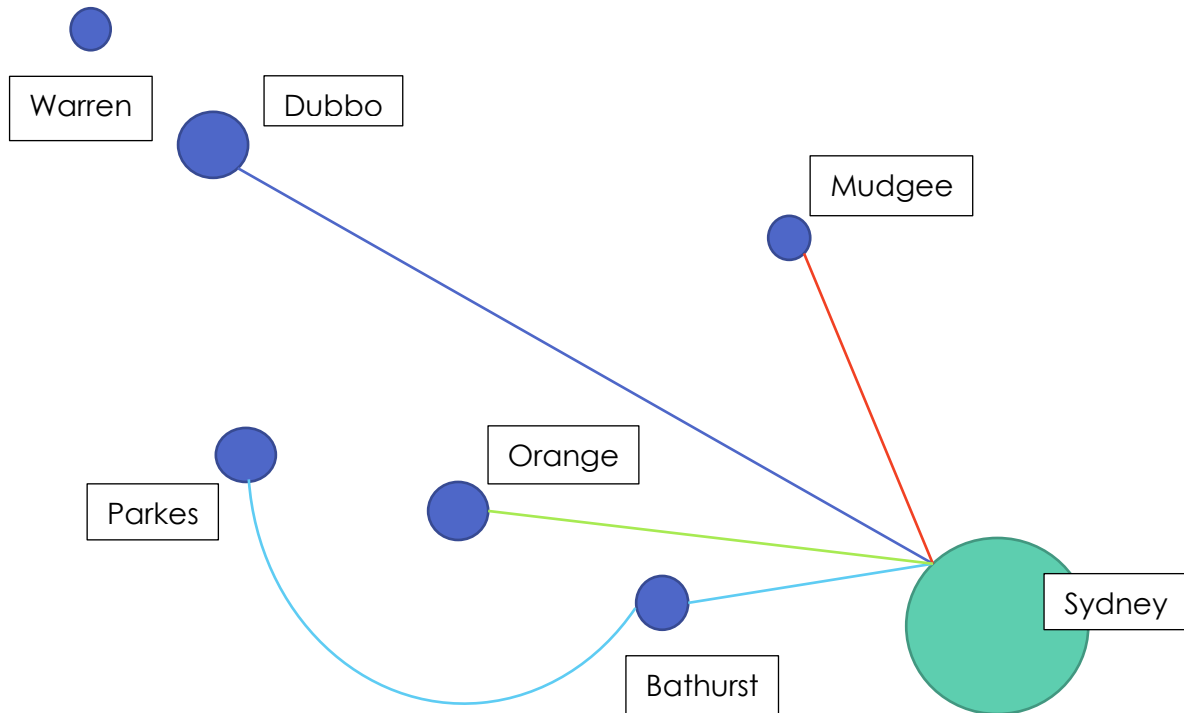 Warren
Dubbo
Mudgee
Orange
Parkes
Sydney
Bathurst